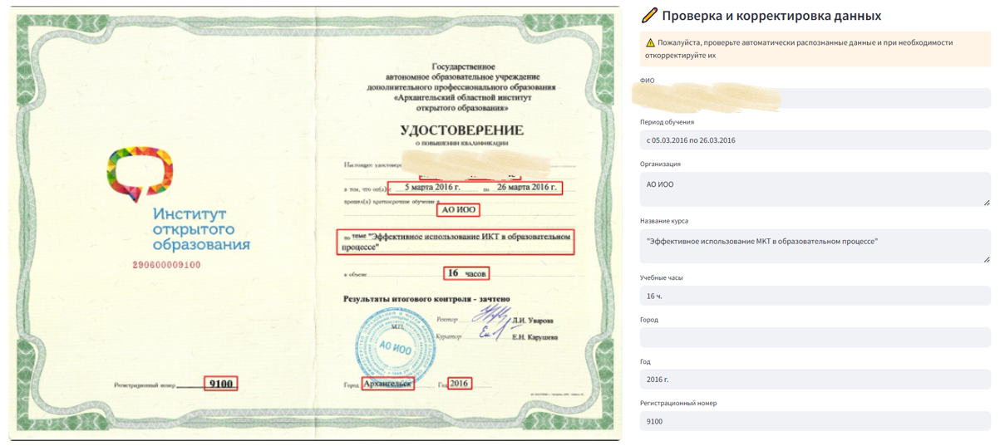 Государственное
автономное образовательное учреждение
дополнительного профессионального образования
«Архангельский областной институт
открытого образования»
УДОСТОВЕРЕНИЕ
О ПОВЫШЕНИИ КВАЛИФИКАЦИИ
Настоящее удостовере
в том, что он(а) с 5 марта 2016 г. по 26 марта 2016 г.
прошел(а) краткосрочное обучение в
АО ИОО
по теме "Эффективное использование ИКТ в образовательном
процессе"
в объеме 16 часов
Результаты итогового контроля - зачтено
Ректор Л.И. Уварова
М.П.
Куратор Е.Н. Карушева
АО ИОО
Город Архангельск Год 2016
Институт
открытого
образования
290600009100
Регистрационный номер 9100
Проверка и корректировка данных
Пожалуйста, проверьте автоматически распознанные данные и при необходимости
откорректируйте их
ФИО
Период обучения
с 05.03.2016 по 26.03.2016
Организация
АО ИОО
Название курса
"Эффективное использование МКТ в образовательном процессе"
Учебные часы
16 ч.
Город
Год
2016 г.
Регистрационный номер
9100